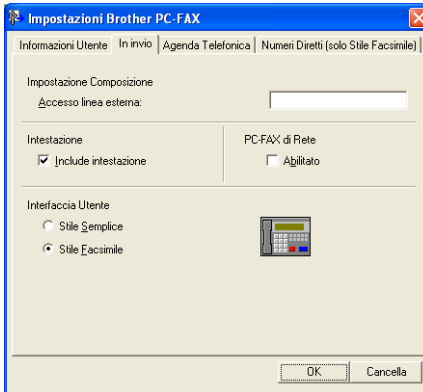 Impostazioni Brother PC-FAX
Informazioni Utente In invio Agenda Telefonica Numeri Diretti (solo Stile Facsimile)
Impostazione Composizione
Accesso linea esterna:
Intestazione
Include intestazione
PC-FAX di Rete
Abilitato
Interfaccia Utente
Stile Semplice
Stile Facsimile
OK Cancella